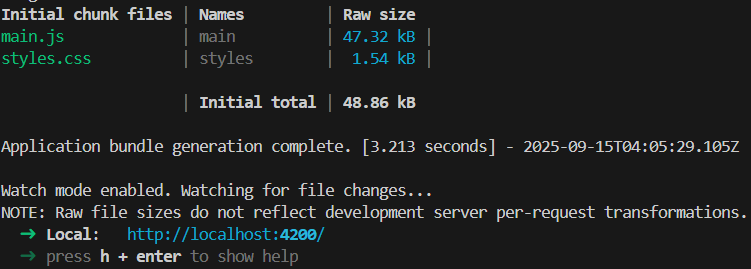 Initial chunk files | Names | Raw size
main.js | main | 47.32 kB |
styles.css | styles | 1.54 kB |
| Initial total | 48.86 kB
Application bundle generation complete. [3.213 seconds] - 2025-09-15T04:05:29.105Z
Watch mode enabled. Watching for file changes...
NOTE: Raw file sizes do not reflect development server per-request transformations.
➜ Local: http://localhost:4200/
➜ press h + enter to show help